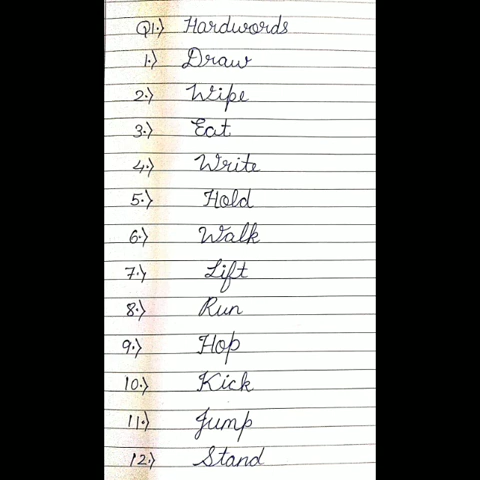 Q1.) Hardwords
1.) Draw
2.) Wipe
3.) Eat
4.) Write
5.) Hold
6.) Walk
7.) Lift
8.) Run
9.) Hop
10.) Kick
11.) Jump
12.) Stand